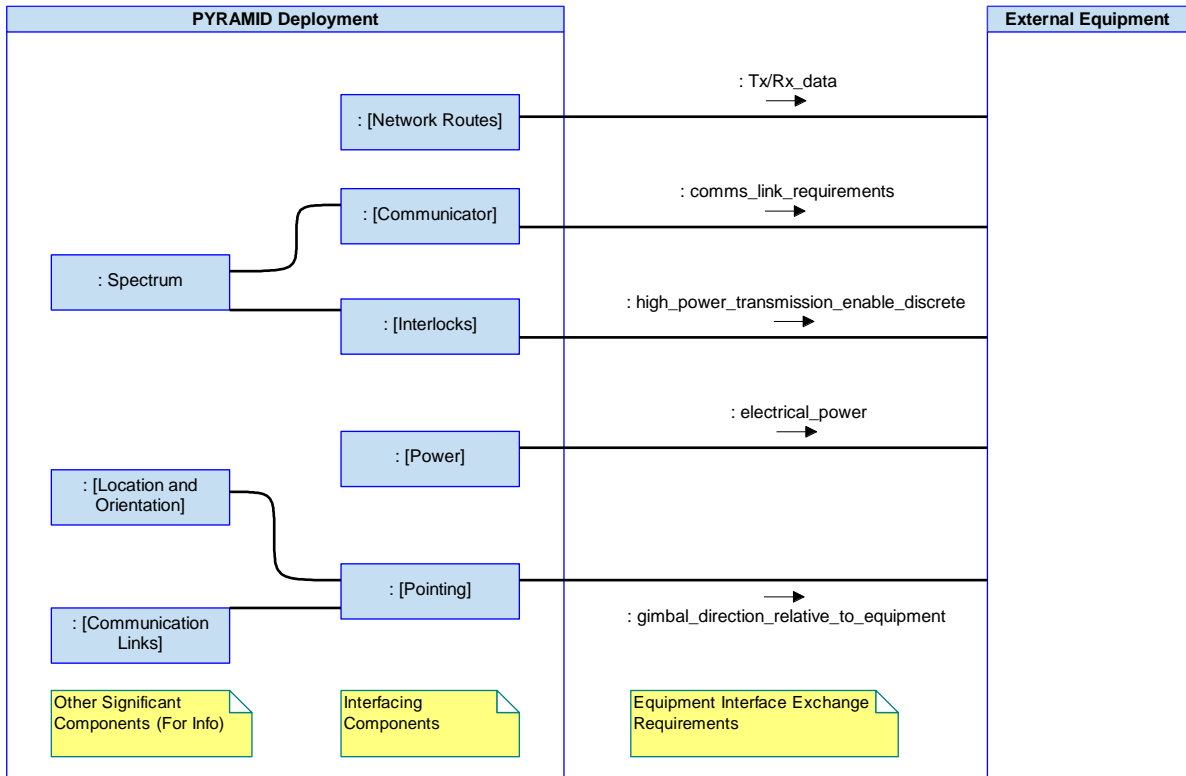 PYRAMID Deployment
External Equipment
: Tx/Rx_data
: [Network Routes]
: comms_link_requirements
: [Communicator]
: Spectrum
: high_power_transmission_enable_discrete
: [Interlocks]
: electrical_power
: [Power]
: [Location and
Orientation]
: [Pointing]
: gimbal_direction_relative_to_equipment
: [Communication
Links]
Other Significant
Components (For Info)
Interfacing
Components
Equipment Interface Exchange
Requirements